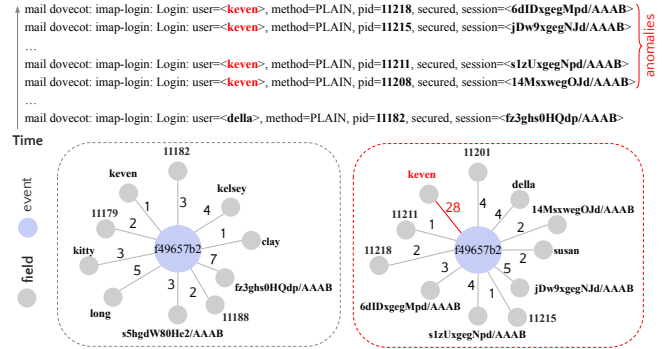 mail dovecot: imap-login: Login: user=<keven>, method=PLAIN, pid=11218, secured, session=<6dIDxgegMpd/AAAB>
mail dovecot: imap-login: Login: user=<keven>, method=PLAIN, pid=11215, secured, session=<jDw9xgegNJd/AAAB>
…
mail dovecot: imap-login: Login: user=<keven>, method=PLAIN, pid=11211, secured, session=<s1zUxgegNpd/AAAB>
mail dovecot: imap-login: Login: user=<keven>, method=PLAIN, pid=11208, secured, session=<14MsxwegOJd/AAAB>
…
mail dovecot: imap-login: Login: user=<della>, method=PLAIN, pid=11182, secured, session=<fz3ghs0HQdp/AAAB>
anomalies
Time
event
field
11182
keven
kelsey
11179
clay
kitty
f49657b2
fz3ghs0HQdp/AAAB
long
11188
s5hgdW80He2/AAAB
1
3
4
2
1
3
7
5
3
2
11201
keven
della
28
14MsxwegOJd/AAAB
11211
susan
11218
f49657b2
jDw9xgegNJd/AAAB
6dIDxgegMpd/AAAB
11215
s1zUxgegNpd/AAAB
4
4
1
2
2
2
5
3
4
1